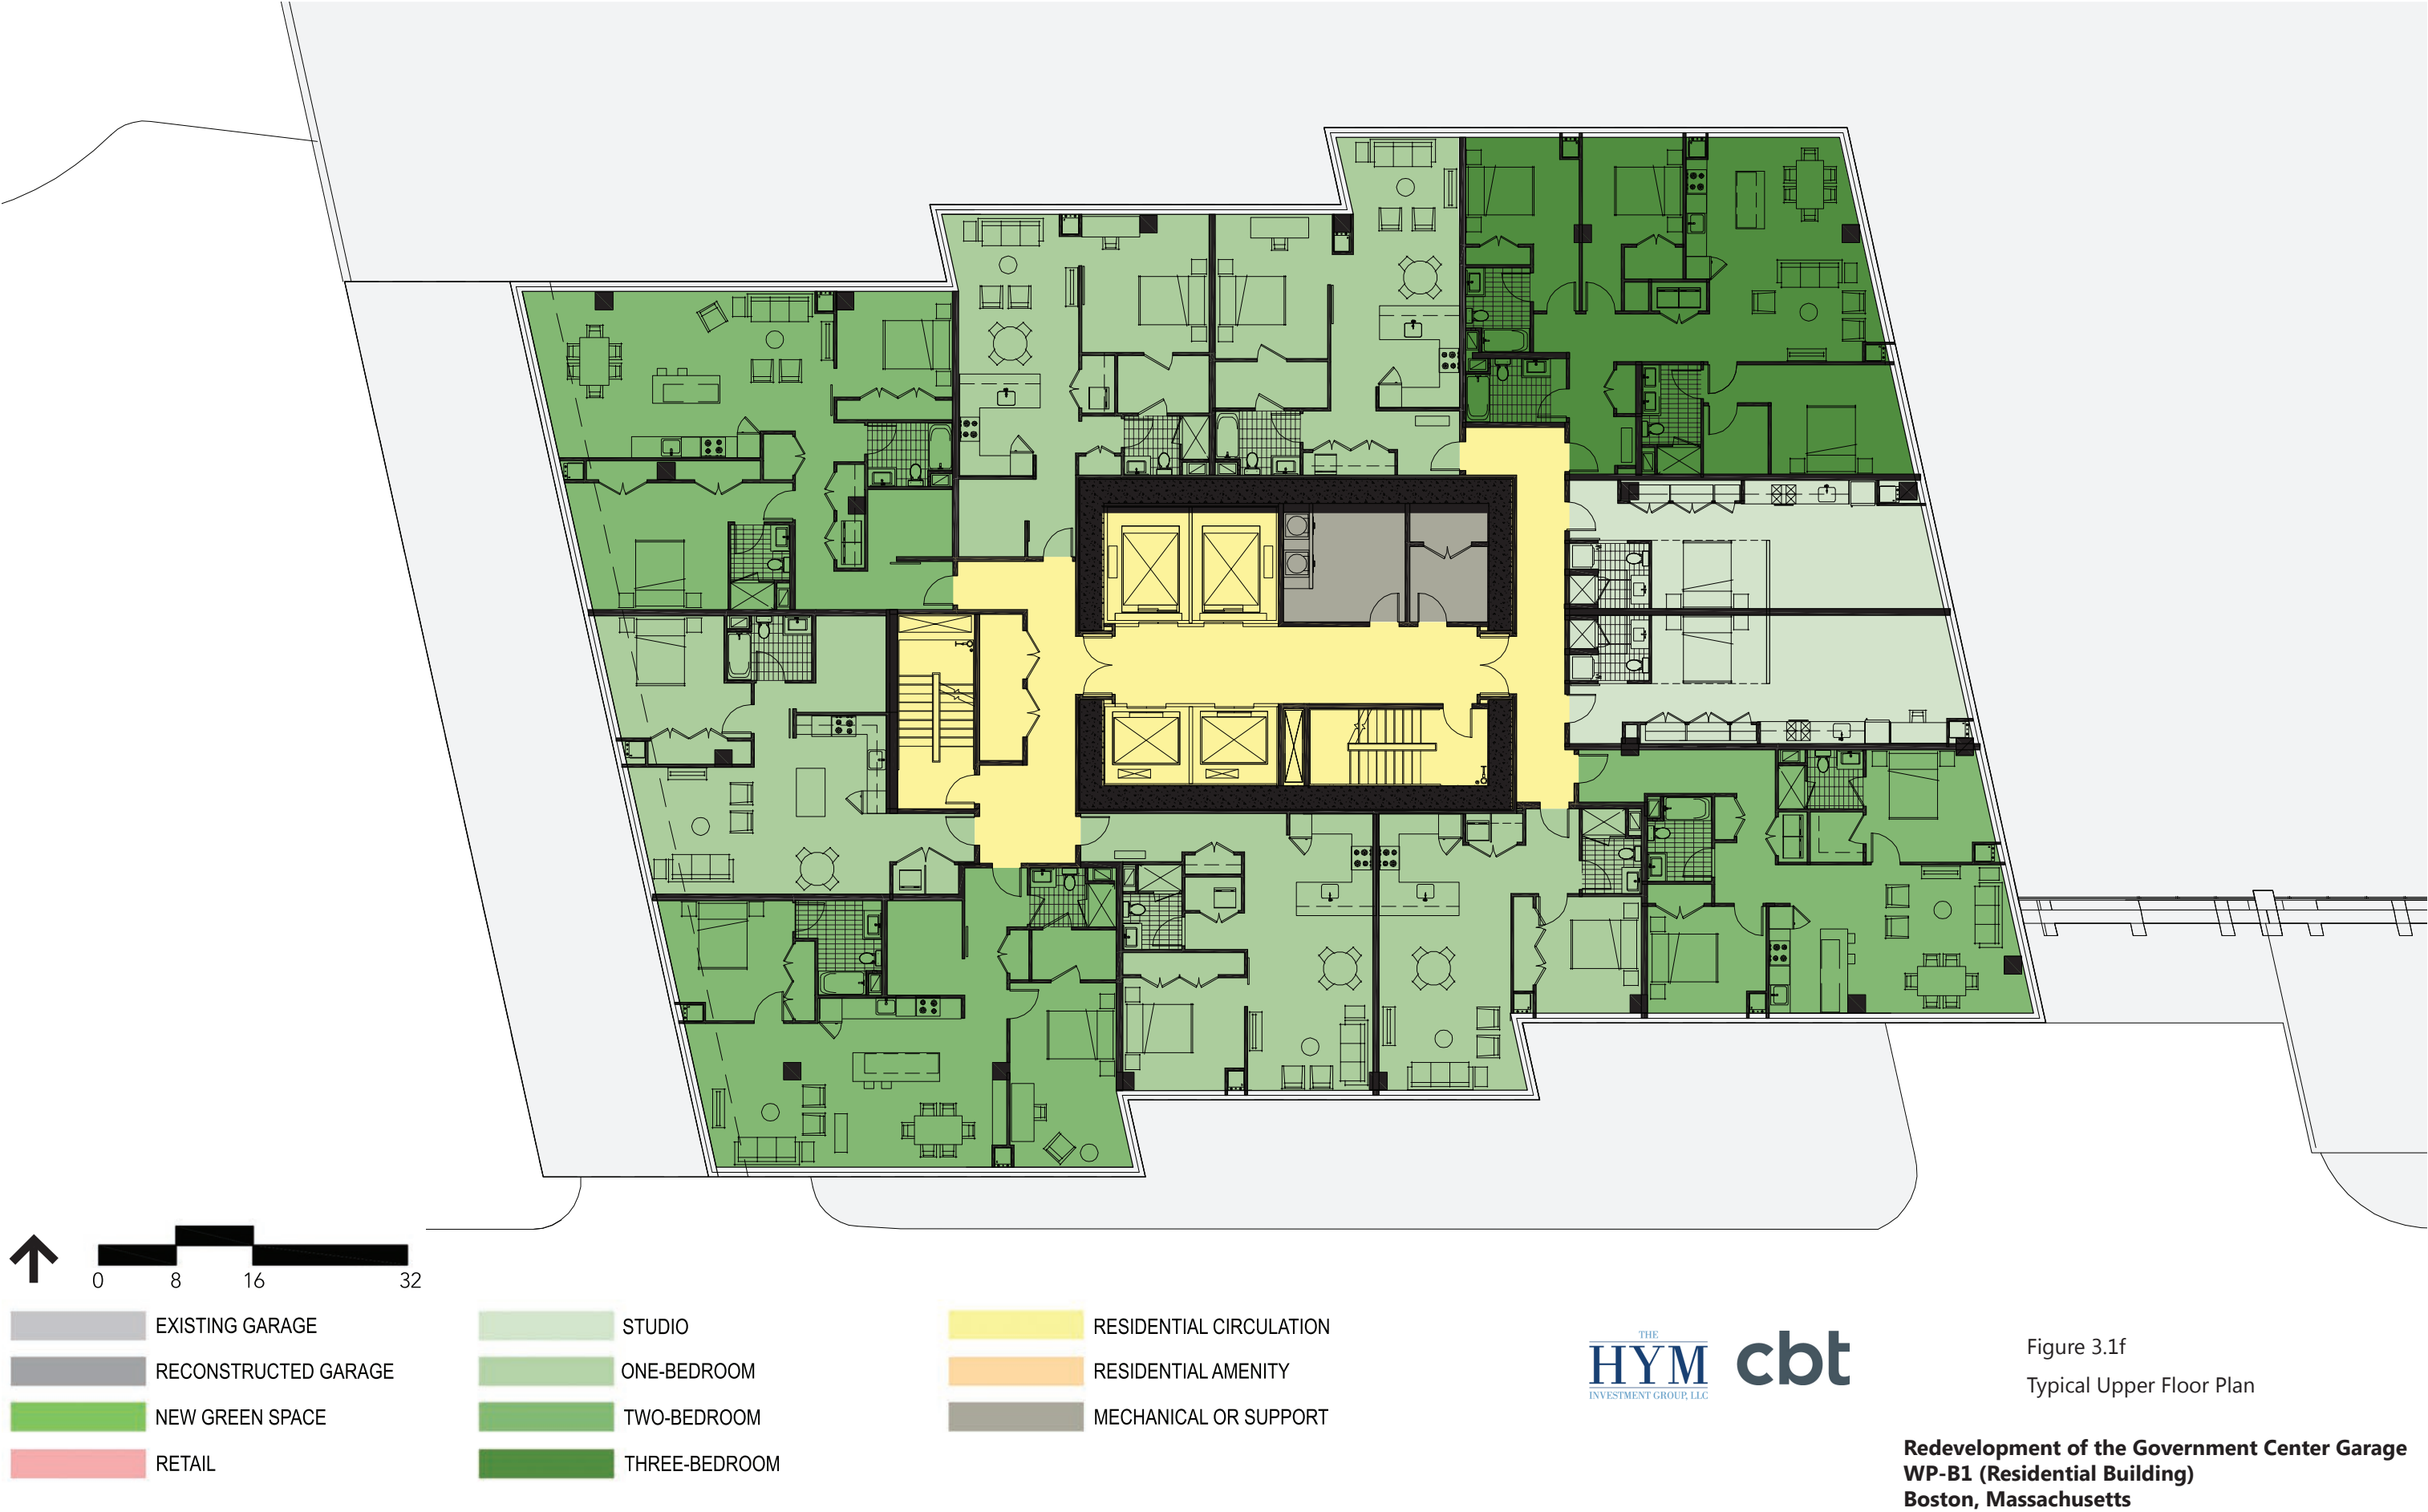 0 8 16 32
EXISTING GARAGE
RECONSTRUCTED GARAGE
NEW GREEN SPACE
RETAIL
STUDIO
ONE-BEDROOM
TWO-BEDROOM
THREE-BEDROOM
RESIDENTIAL CIRCULATION
RESIDENTIAL AMENITY
MECHANICAL OR SUPPORT
THE
HYM
INVESTMENT GROUP, LLC
cbt
Figure 3.1f
Typical Upper Floor Plan
Redevelopment of the Government Center Garage
WP-B1 (Residential Building)
Boston, Massachusetts